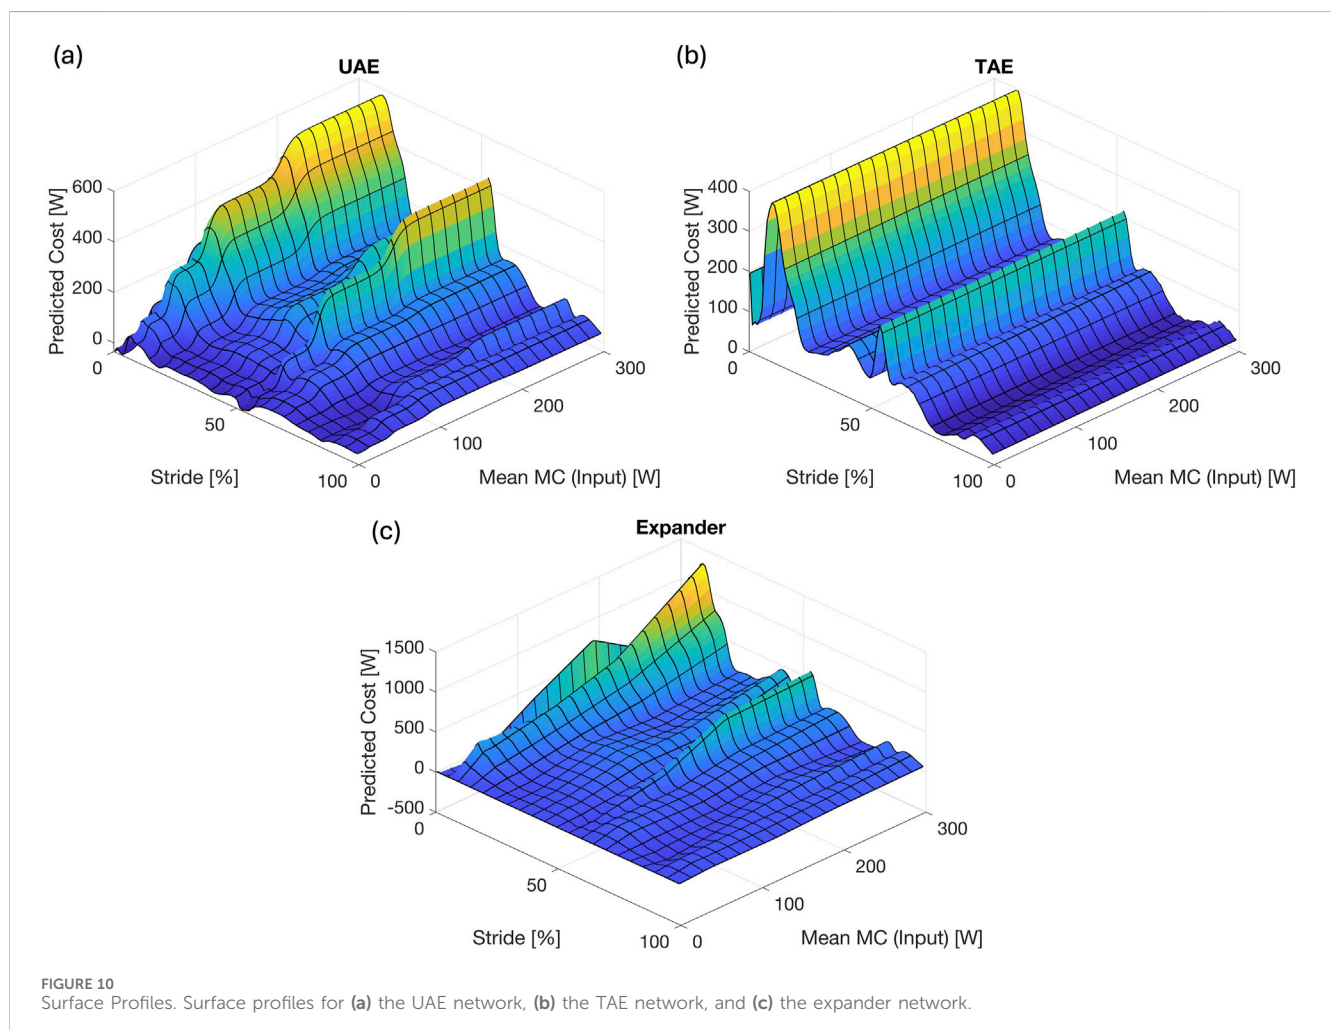 (a)
UAE
Predicted Cost [W]
600
400
200
0
0
50
100
Stride [%]
0
100
200
300
Mean MC (Input) [W]
(b)
TAE
Predicted Cost [W]
400
300
200
100
0
0
50
100
Stride [%]
0
100
200
300
Mean MC (Input) [W]
(c)
Expander
Predicted Cost [W]
1500
1000
500
0
-500
0
50
100
Stride [%]
0
100
200
300
Mean MC (Input) [W]
FIGURE 10
Surface Profiles. Surface profiles for (a) the UAE network, (b) the TAE network, and (c) the expander network.